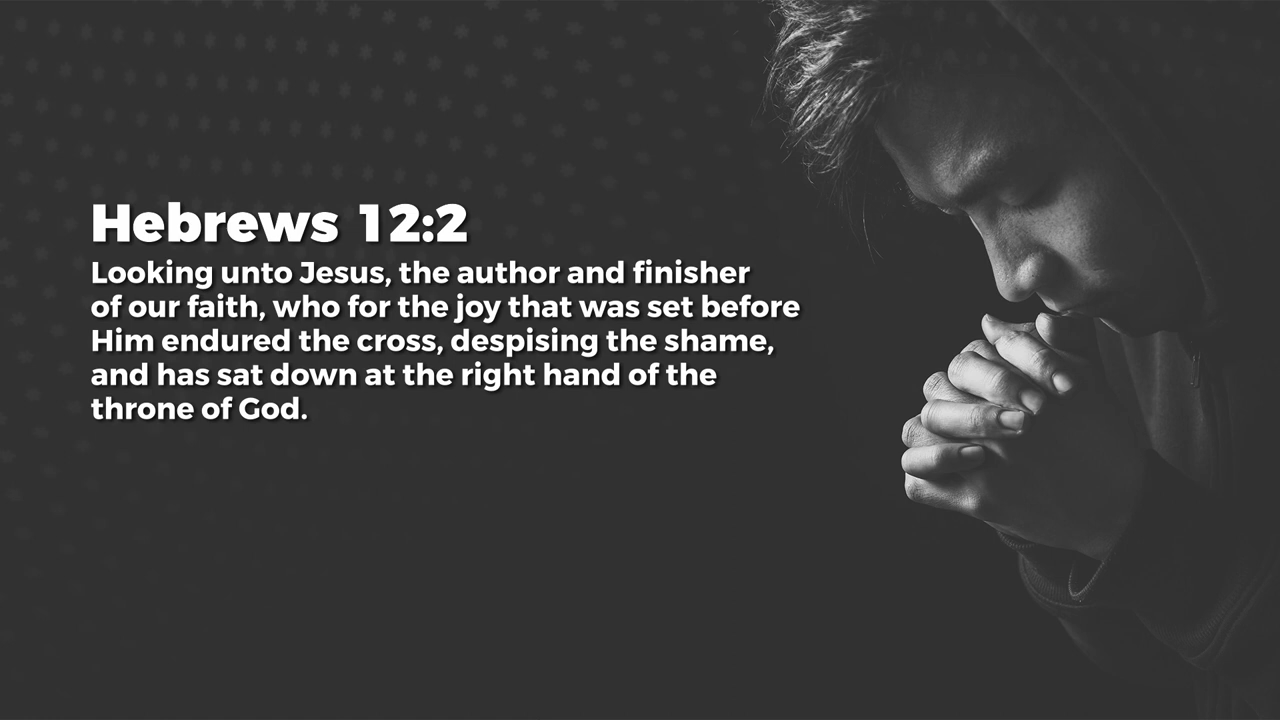 Hebrews 12:2
Looking unto Jesus, the author and finisher
of our faith, who for the joy that was set before
Him endured the cross, despising the shame,
and has sat down at the right hand of the
throne of God.